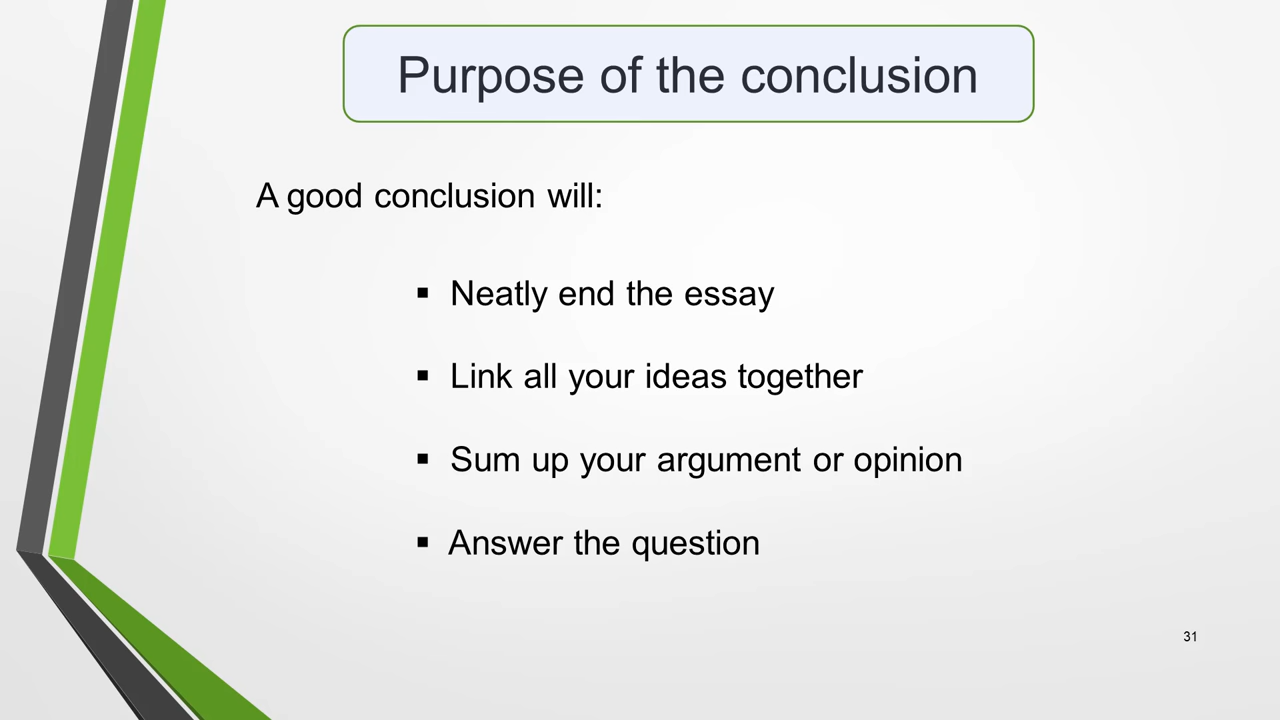 Purpose of the conclusion
A good conclusion will:
▪ Neatly end the essay
▪ Link all your ideas together
▪ Sum up your argument or opinion
▪ Answer the question
31